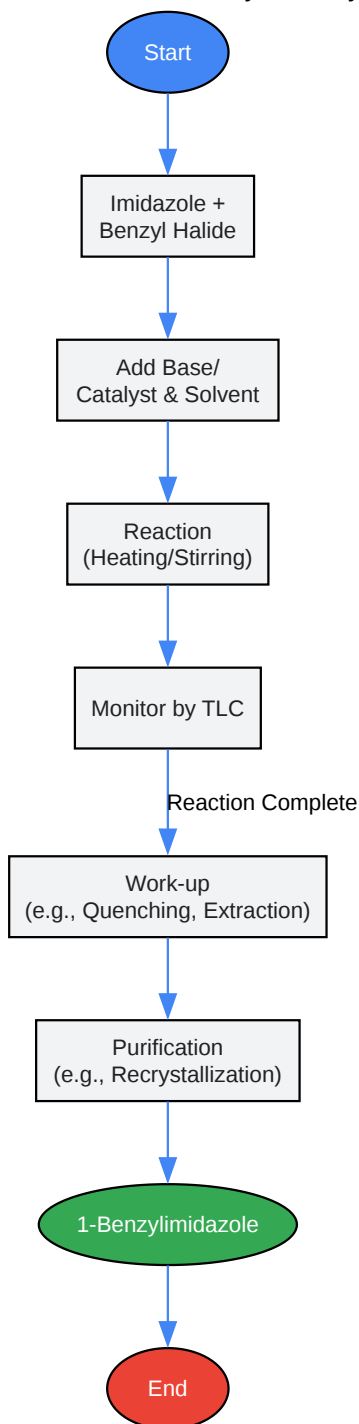 Start
Imidazole +
Benzyl Halide
Add Base/
Catalyst & Solvent
Reaction
(Heating/Stirring)
Monitor by TLC
Reaction Complete
Work-up
(e.g., Quenching, Extraction)
Purification
(e.g., Recrystallization)
1-Benzylimidazole
End